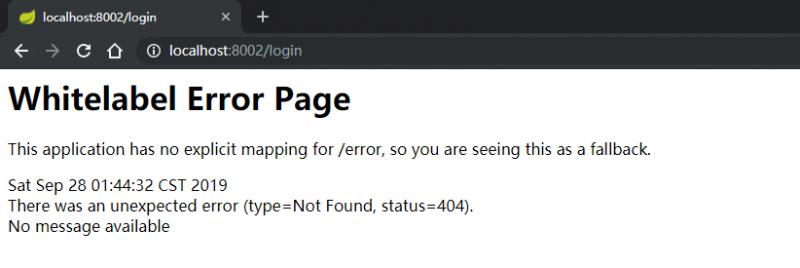 localhost:8002/login
localhost:8002/login
Whitelabel Error Page
This application has no explicit mapping for /error, so you are seeing this as a fallback.
Sat Sep 28 01:44:32 CST 2019
There was an unexpected error (type=Not Found, status=404).
No message available